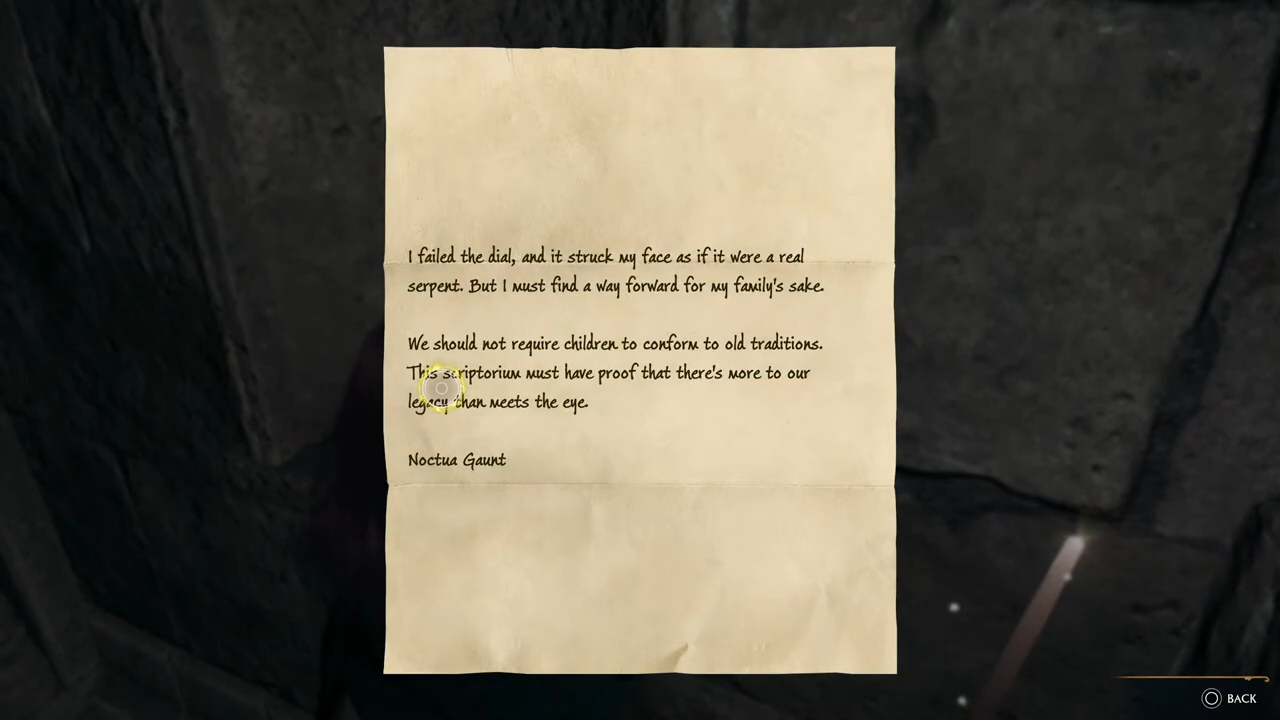 I failed the dial, and it struck my face as if it were a real
serpent. But I must find a way forward for my family's sake.
We should not require children to conform to old traditions.
This scriptorium must have proof that there's more to our
legacy than meets the eye.
Noctua Gaunt
BACK